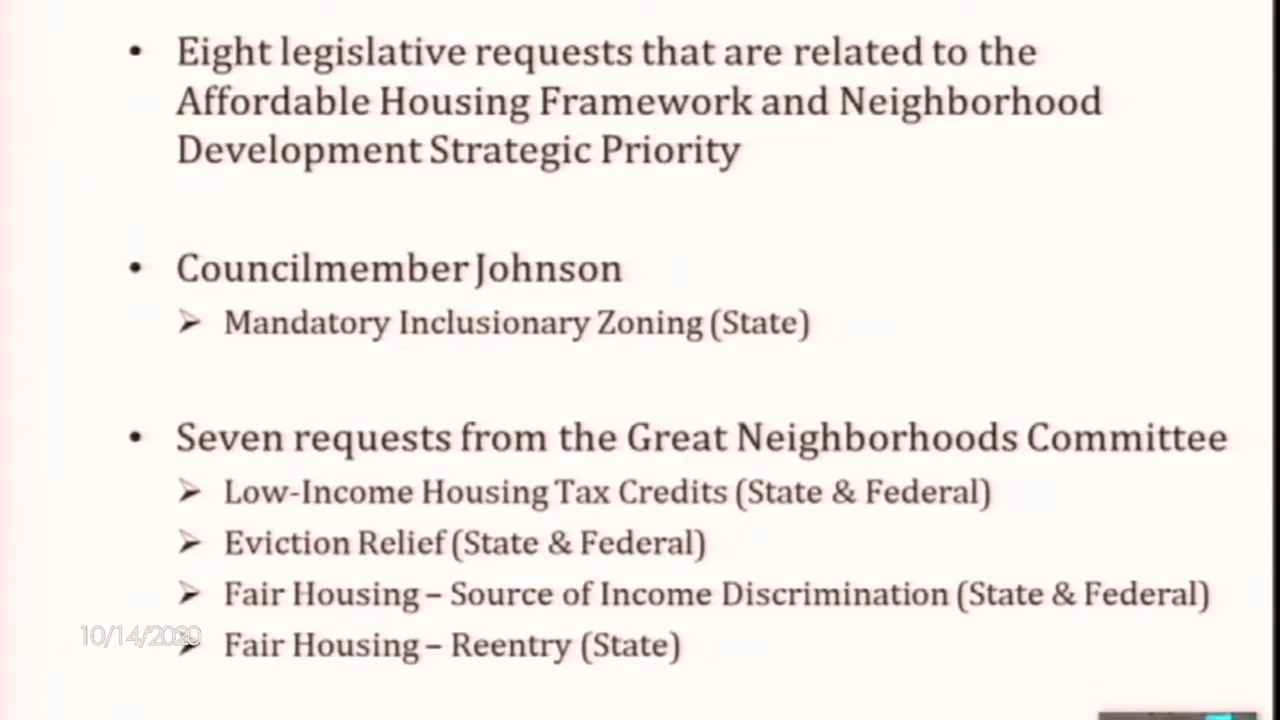 • Eight legislative requests that are related to the
Affordable Housing Framework and Neighborhood
Development Strategic Priority
• Councilmember Johnson
➢ Mandatory Inclusionary Zoning (State)
• Seven requests from the Great Neighborhoods Committee
➢ Low-Income Housing Tax Credits (State & Federal)
➢ Eviction Relief (State & Federal)
➢ Fair Housing – Source of Income Discrimination (State & Federal)
10/14/2020
➢ Fair Housing – Reentry (State)